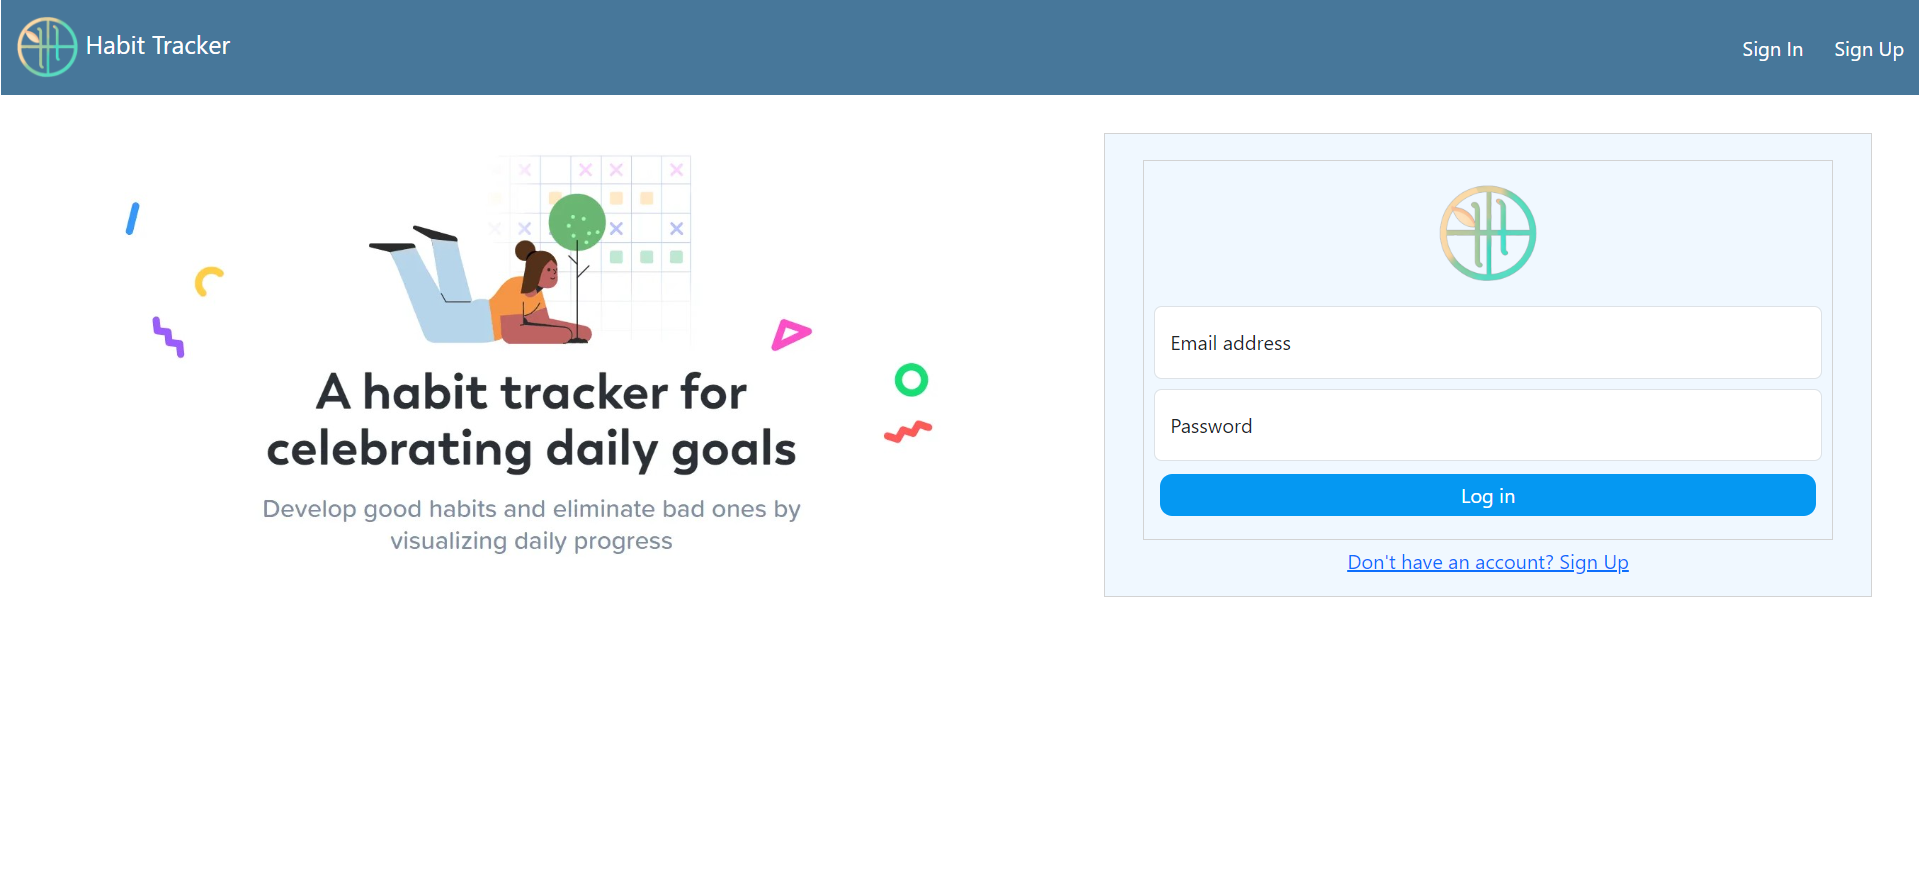 Habit Tracker
Sign In
Sign Up
A habit tracker for
celebrating daily goals
Develop good habits and eliminate bad ones by
visualizing daily progress
Email address
Password
Log in
Don't have an account? Sign Up